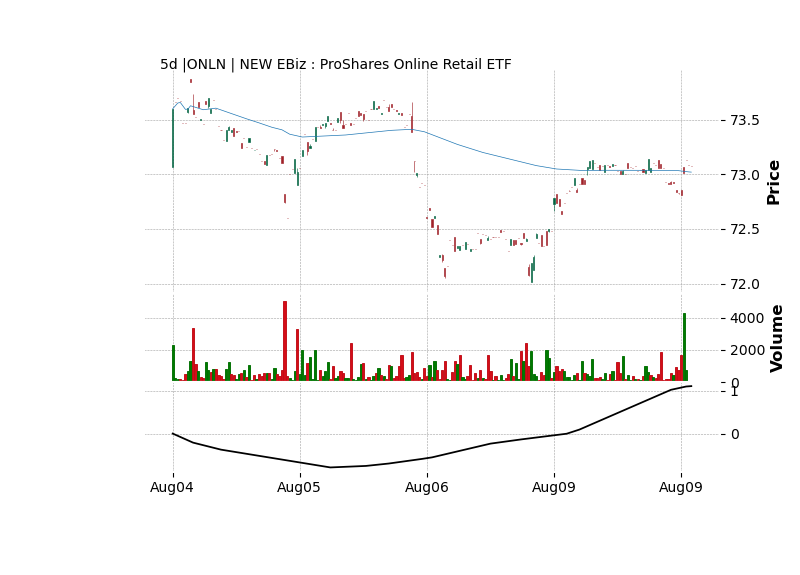 5d |ONLN | NEW EBiz : ProShares Online Retail ETF
73.5
73.0
72.5
72.0
Price
4000
2000
0
Volume
1
0
Aug04 Aug05 Aug06 Aug09 Aug09